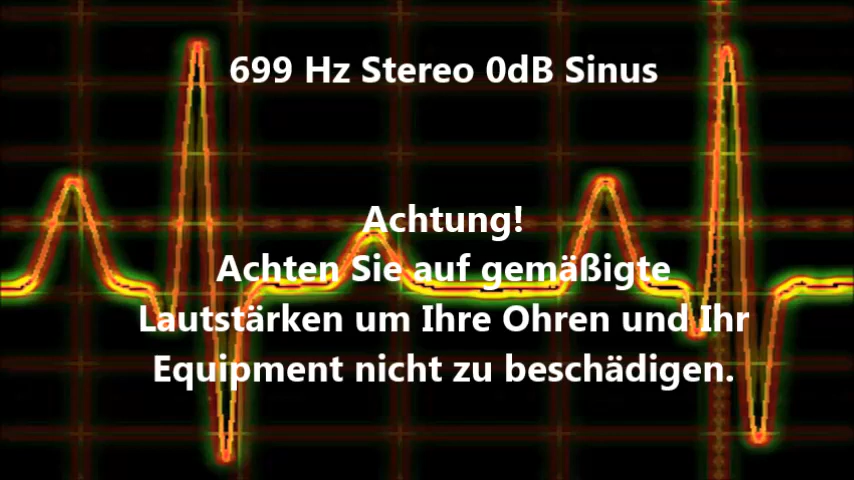 699 Hz Stereo 0dB Sinus
Achtung!
Achten Sie auf gemäßigte
Lautstärken um Ihre Ohren und Ihr
Equipment nicht zu beschädigen.